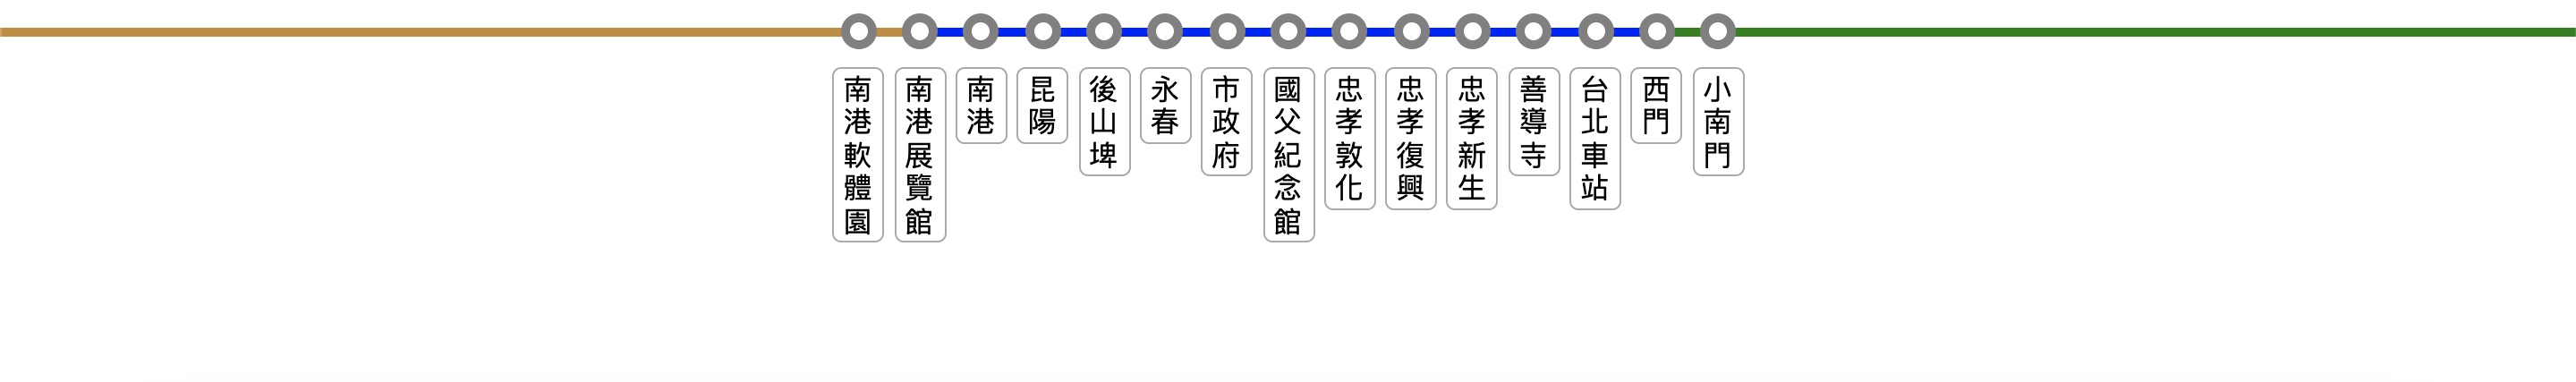 南港軟體園
南港展覽館
南港
昆陽
後山埤
永春
市政府
國父紀念館
忠孝敦化
忠孝復興
忠孝新生
善導寺
台北車站
西門
小南門